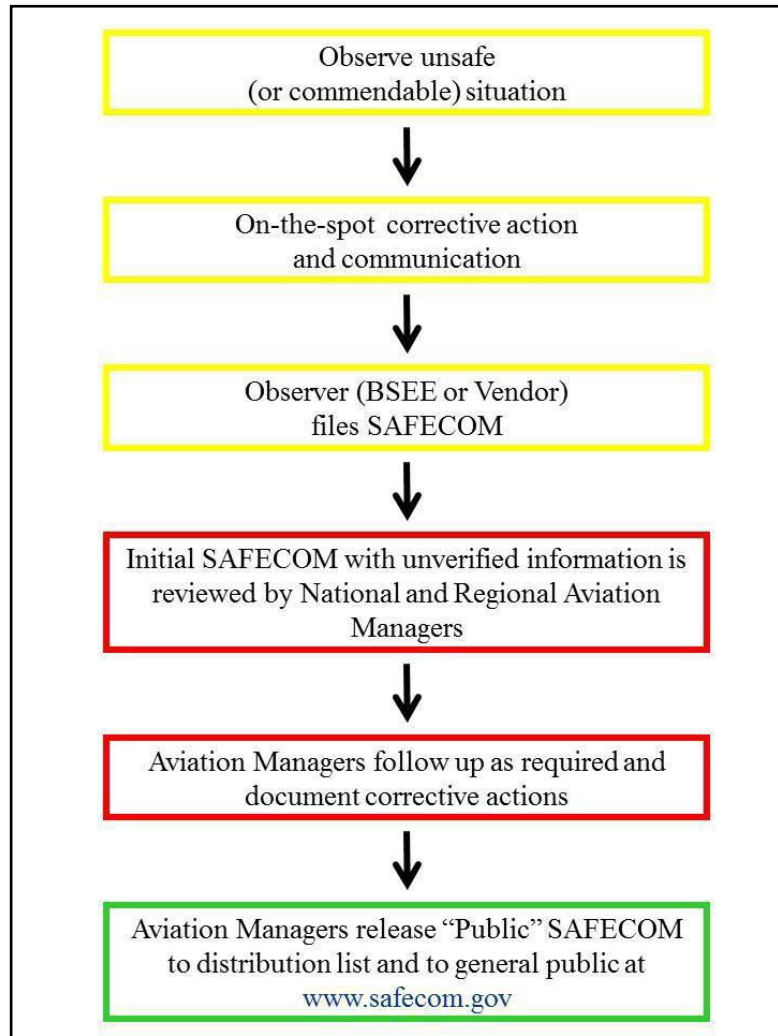 Observe unsafe
(or commendable) situation
On-the-spot corrective action
and communication
Observer (BSEE or Vendor)
files SAFECOM
Initial SAFECOM with unverified information is
reviewed by National and Regional Aviation
Managers
Aviation Managers follow up as required and
document corrective actions
Aviation Managers release “Public” SAFECOM
to distribution list and to general public at
www.safecom.gov